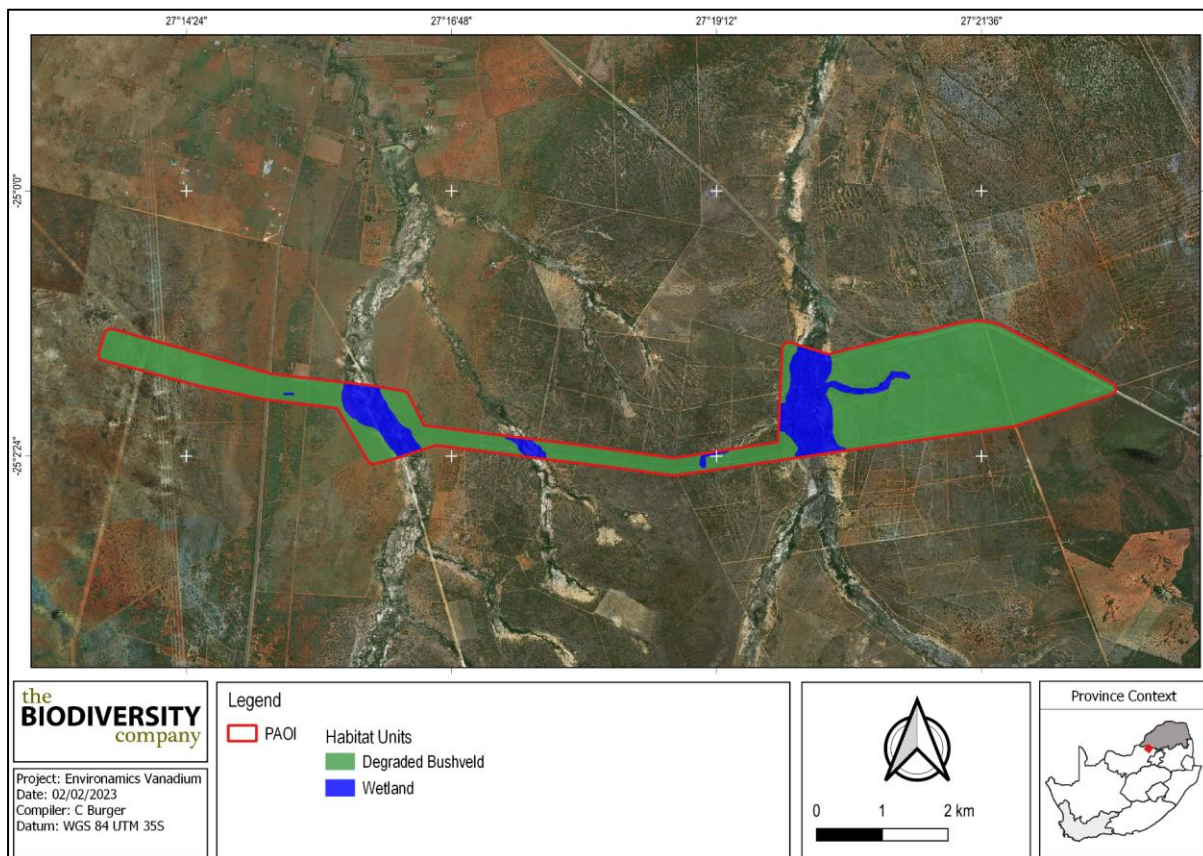 27°14'24"
27°16'48"
27°19'12"
27°21'36"
-25°0'0"
-25°2'24"
the
BIODIVERSITY
company
Project: Environamics Vanadium
Date: 02/02/2023
Compiler: C Burger
Datum: WGS 84 UTM 35S
Legend
PAOI
Habitat Units
Degraded Bushveld
Wetland
0 1 2 km
Province Context